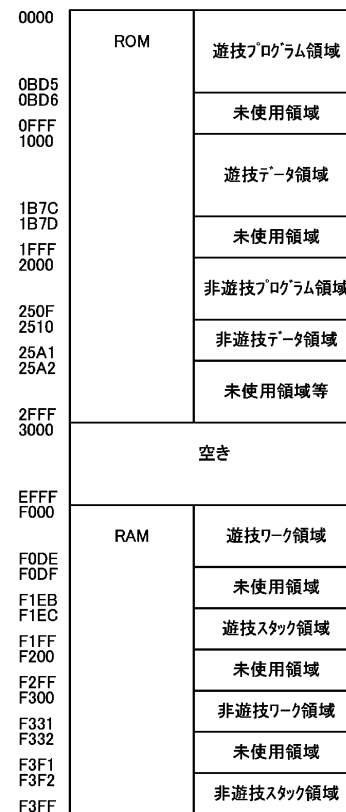 0000
ROM
遊技プログラム領域
0BD5
0BD6
未使用領域
0FFF
1000
遊技データ領域
1B7C
1B7D
未使用領域
1FFF
2000
非遊技プログラム領域
250F
2510
非遊技データ領域
25A1
25A2
未使用領域等
2FFF
3000
空き
EFFF
F000
RAM
遊技ワーク領域
F0DE
F0DF
未使用領域
F1EB
F1EC
遊技スタック領域
F1FF
F200
未使用領域
F2FF
F300
非遊技ワーク領域
F331
F332
未使用領域
F3F1
F3F2
非遊技スタック領域
F3FF